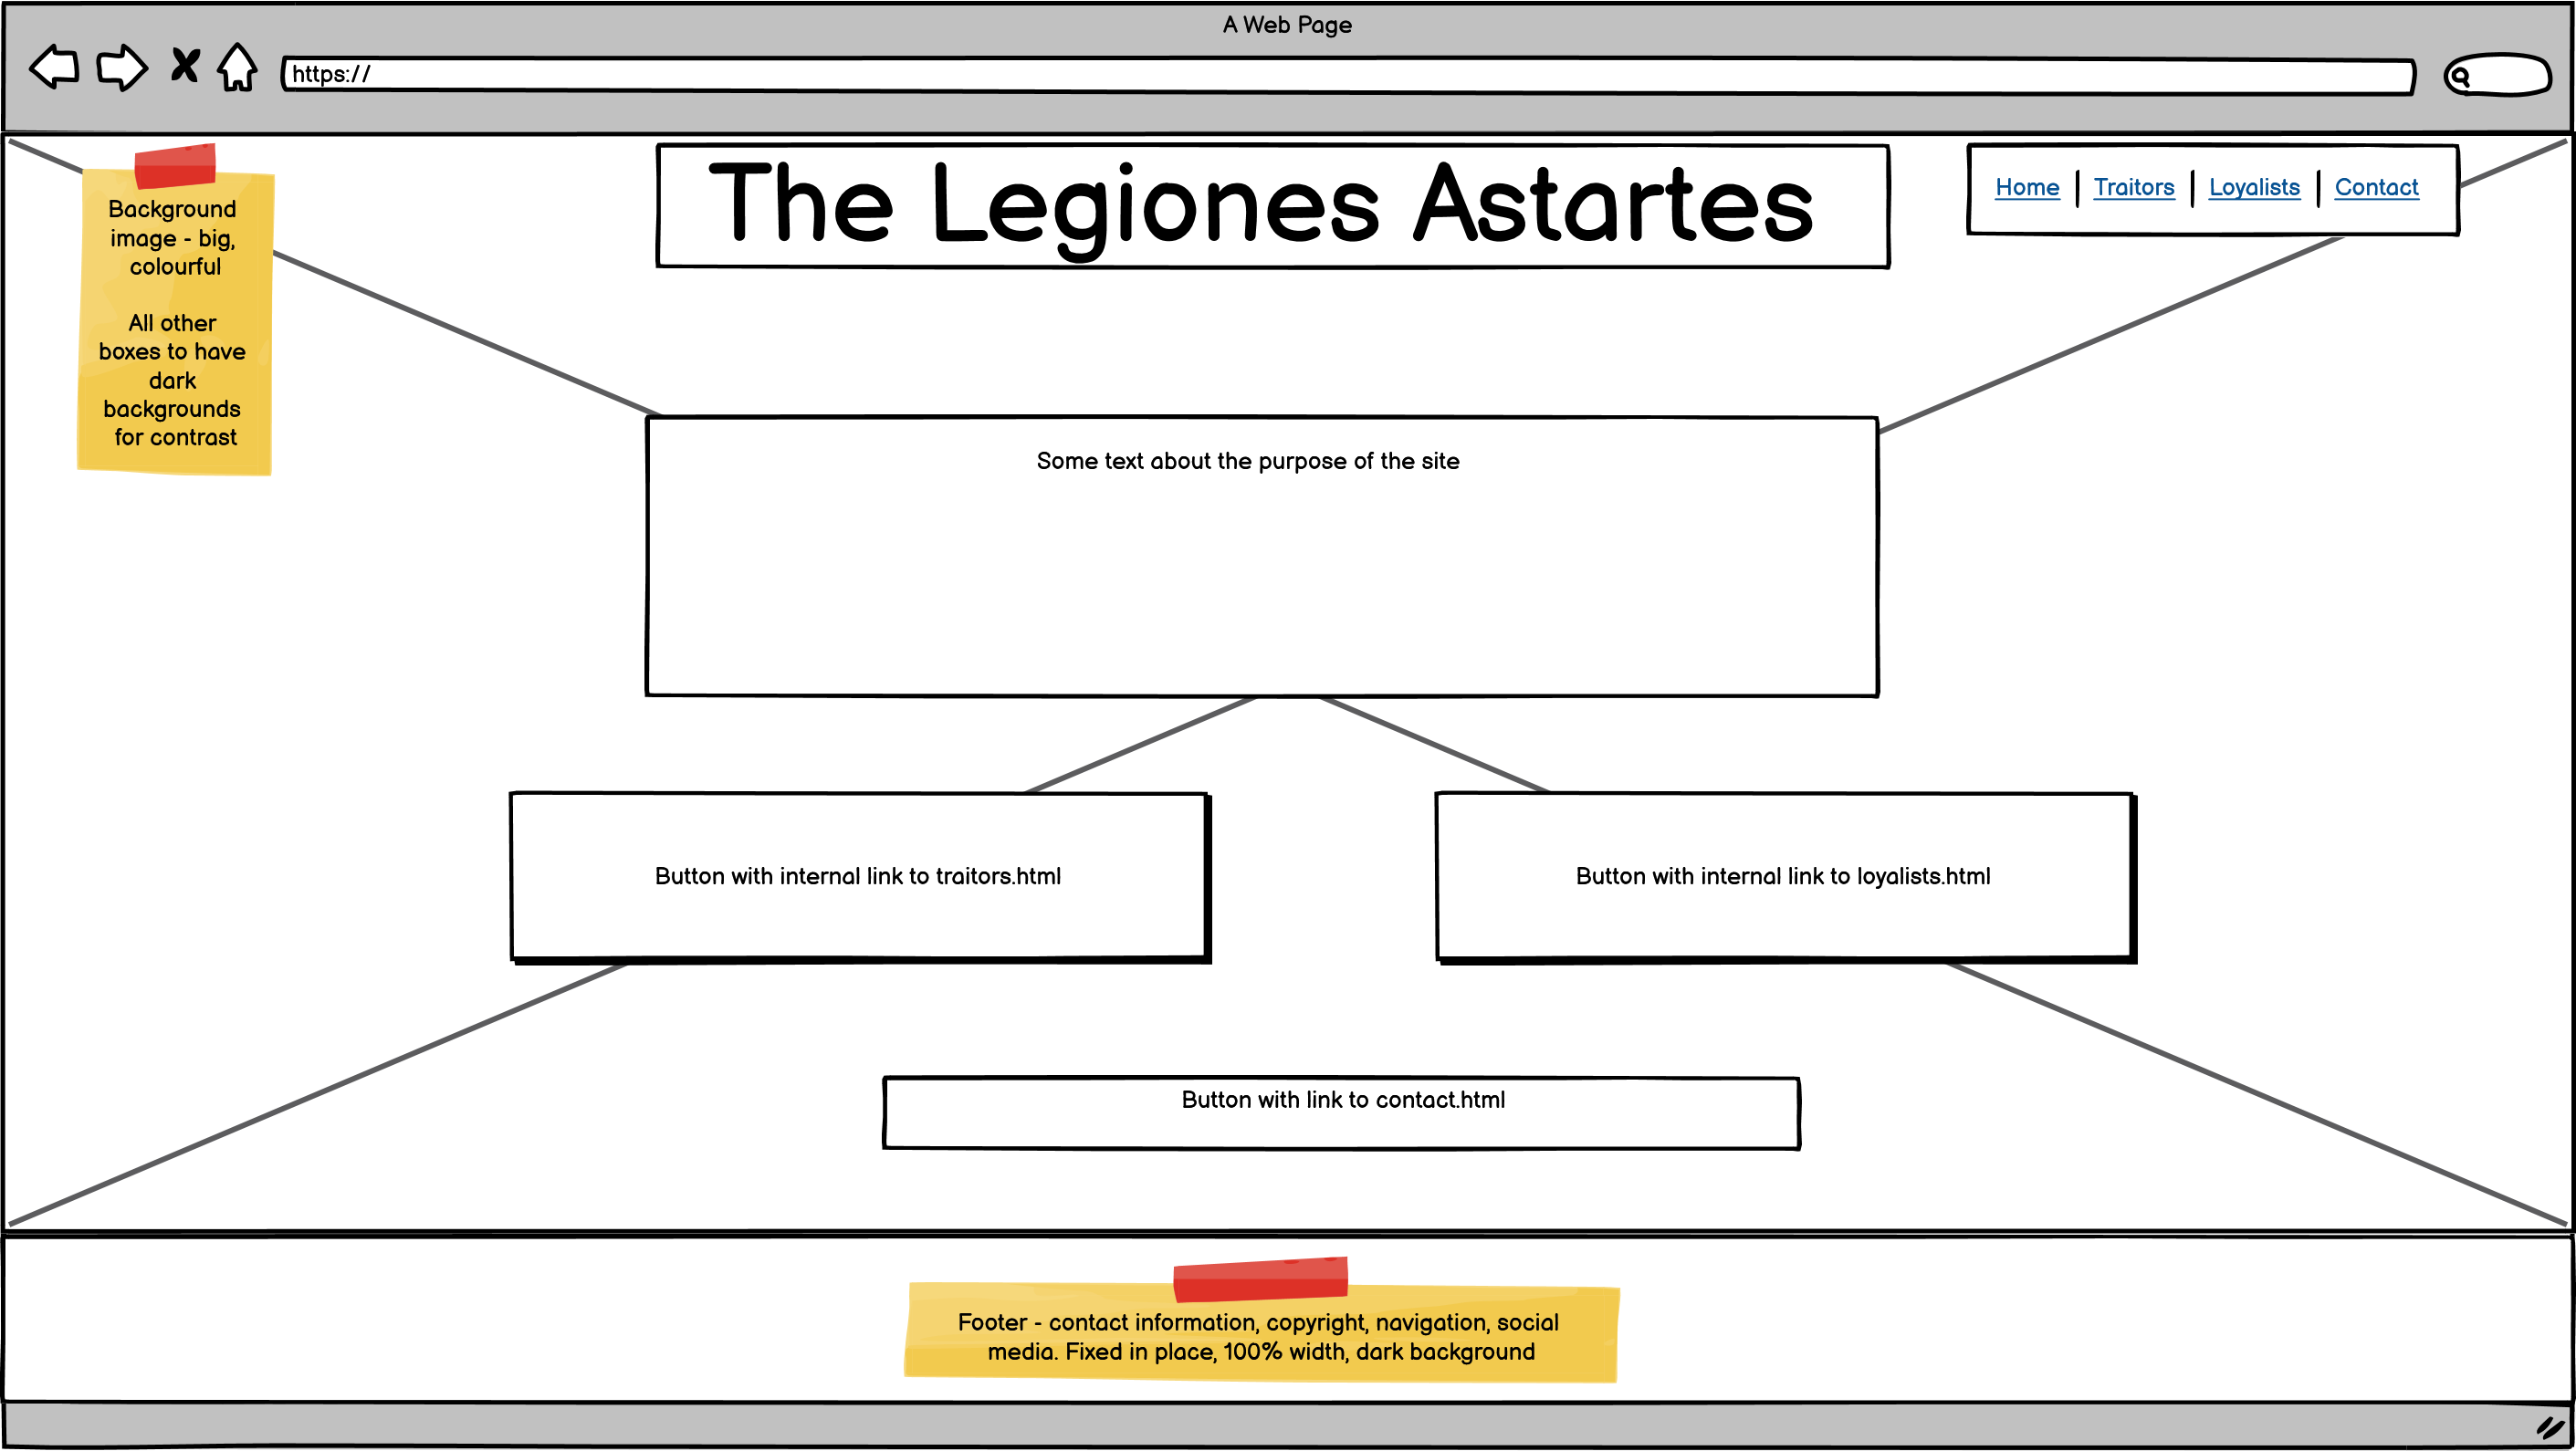 A Web Page
https://
The Legiones Astartes
Home | Traitors | Loyalists | Contact
Background
image - big,
colourful
All other
boxes to have
dark
backgrounds
for contrast
Some text about the purpose of the site
Button with internal link to traitors.html
Button with internal link to loyalists.html
Button with link to contact.html
Footer - contact information, copyright, navigation, social
media. Fixed in place, 100% width, dark background